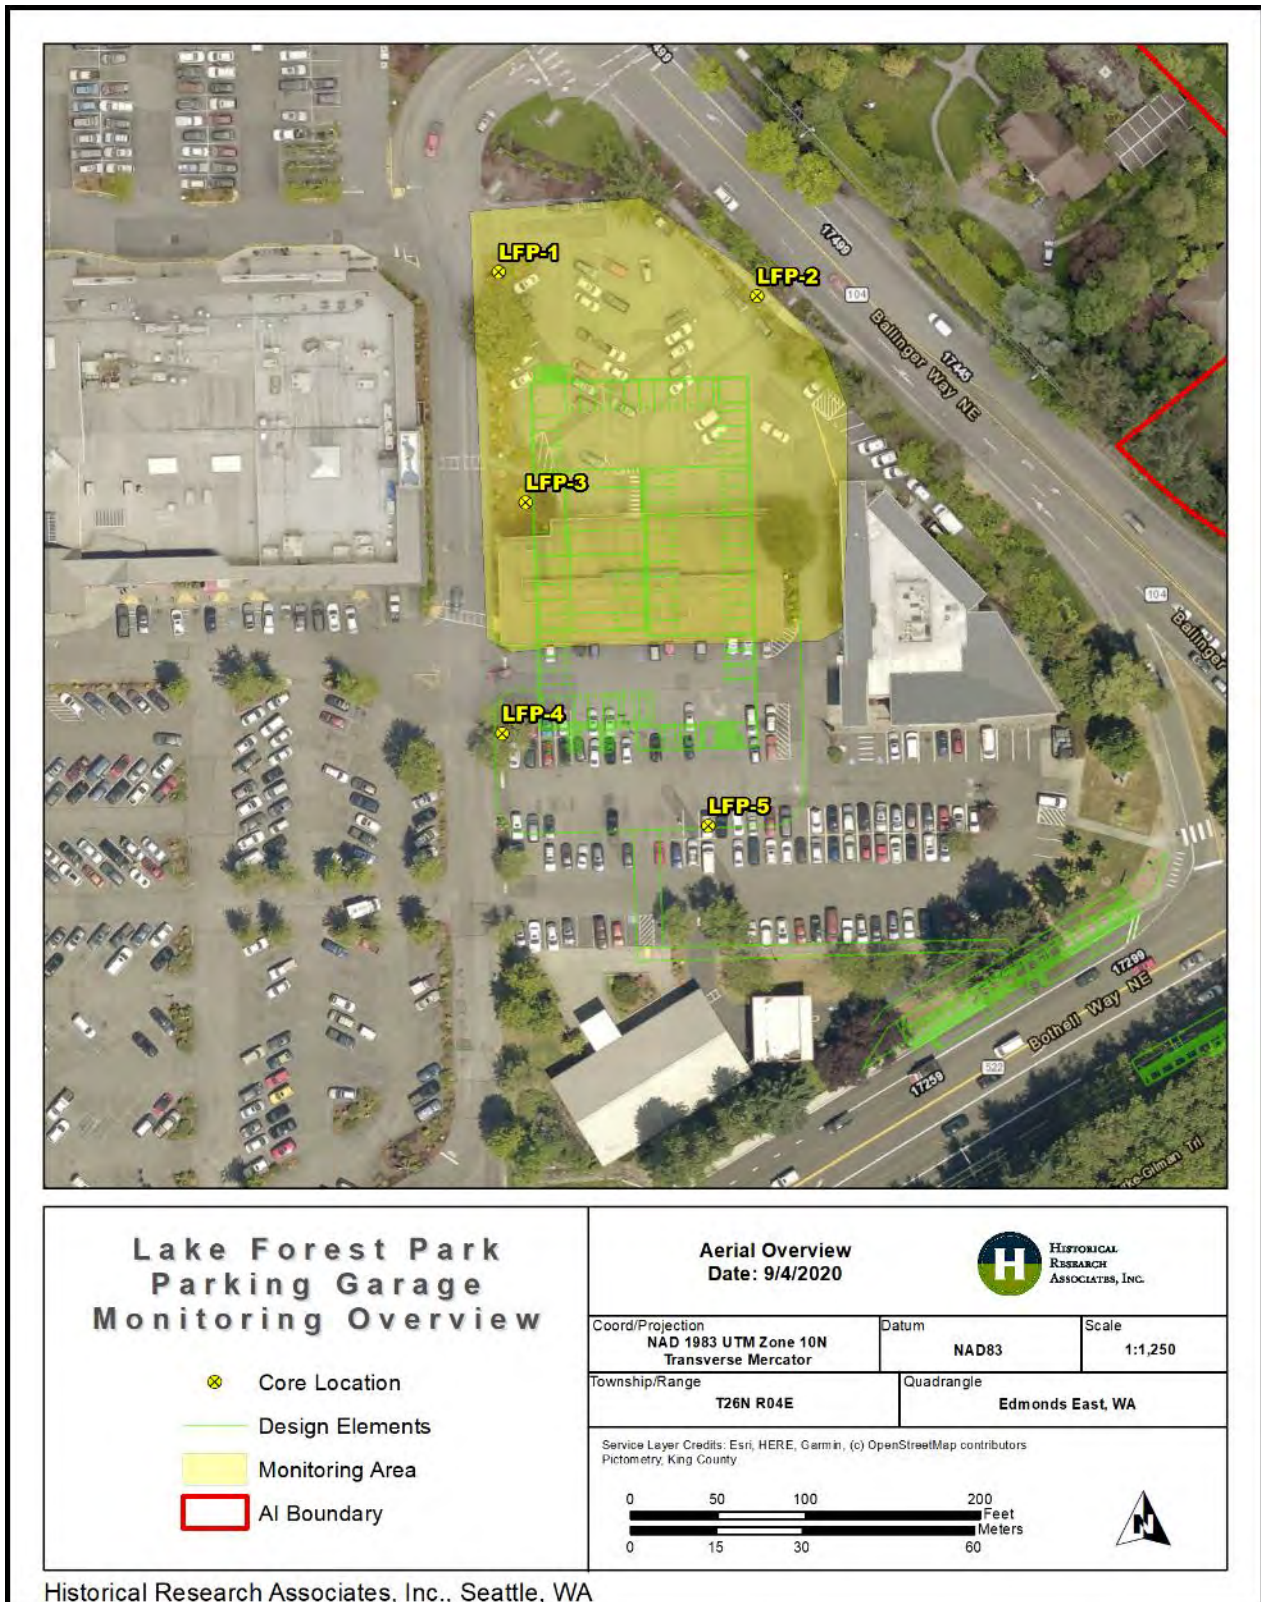 17499
104
Ballinger Way NE
17445
104
Ballinger
LFP-1
LFP-2
LFP-3
LFP-4
LFP-5
17299
Bothell Way NE
522
17259
ke-Gilman Trl
Lake Forest Park
Parking Garage
Monitoring Overview
Core Location
Design Elements
Monitoring Area
AI Boundary
Aerial Overview
Date: 9/4/2020
H
HISTORICAL
RESEARCH
ASSOCIATES, INC.
Coord/Projection
NAD 1983 UTM Zone 10N
Transverse Mercator
Datum
NAD83
Scale
1:1,250
Township/Range
T26N R04E
Quadrangle
Edmonds East, WA
Service Layer Credits: Esri, HERE, Garmin, (c) OpenStreetMap contributors
Pictometry, King County
0 50 100 200
Feet
Meters
0 15 30 60
N
Historical Research Associates, Inc., Seattle, WA